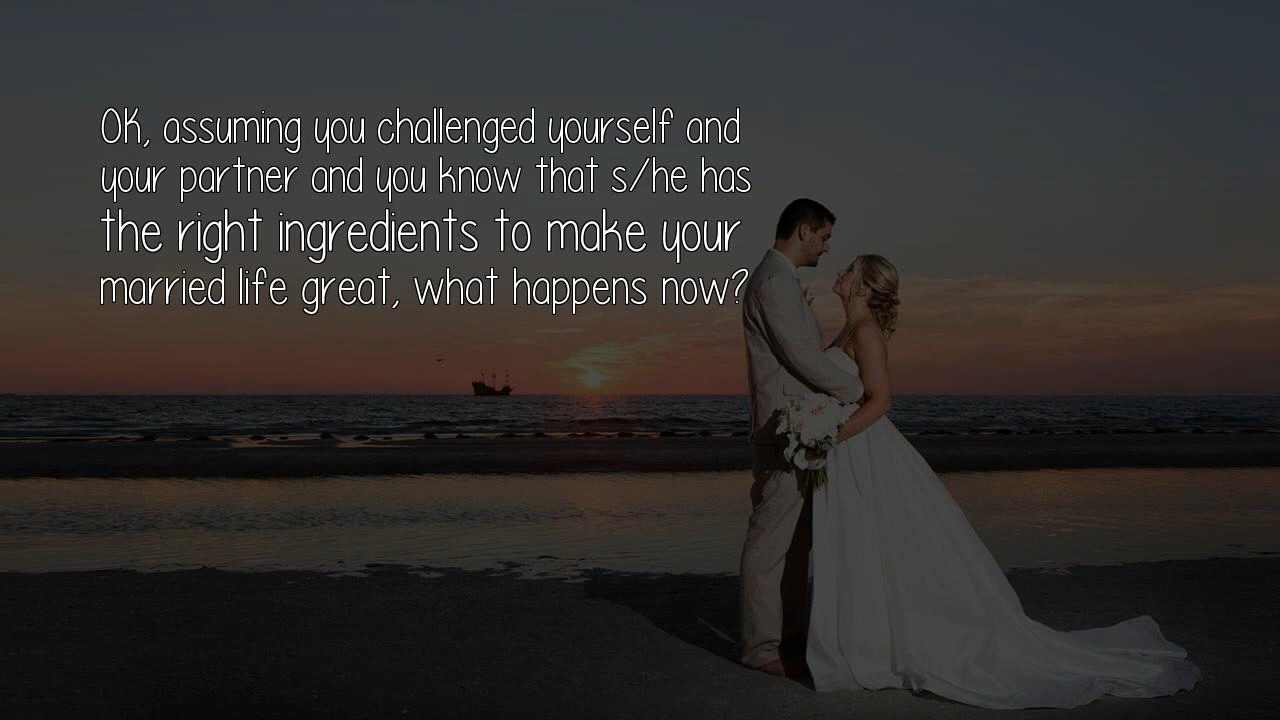 OK, assuming you challenged yourself and
your partner and you know that s/he has
the right ingredients to make your
married life great, what happens now?